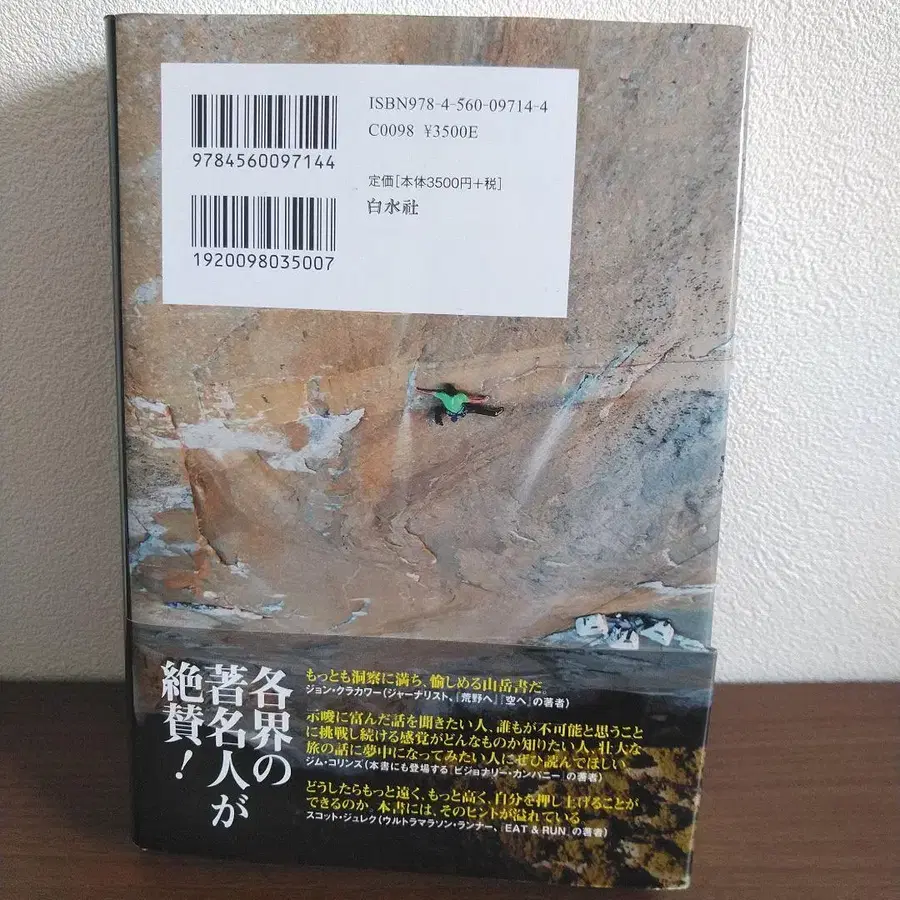 ISBN978-4-560-09714-4
C0098 ¥3500E
9784560097144
定価[本体3500円+税]
白水社
1920098035007
各界の
著名人が
絶賛!
もっとも洞察に満ち、愉しめる山岳書だ。
ジョン・クラカワー(ジャーナリスト、『荒野へ』『空へ』の著者)
示唆に富んだ話を聞きたい人、誰もが不可能と思うこと
に挑戦し続ける感覚がどんなものか知りたい人、壮大な
旅の話に夢中になってみたい人にぜひ読んでほしい。
ジム・コリンズ(本書にも登場する『ビジョナリー・カンパニー』の著者)
どうしたらもっと遠く、もっと高く、自分を押し上げることが
できるのか。本書には、そのヒントが溢れている。
スコット・ジュレク(ウルトラマラソン・ランナー、『EAT & RUN』の著者)